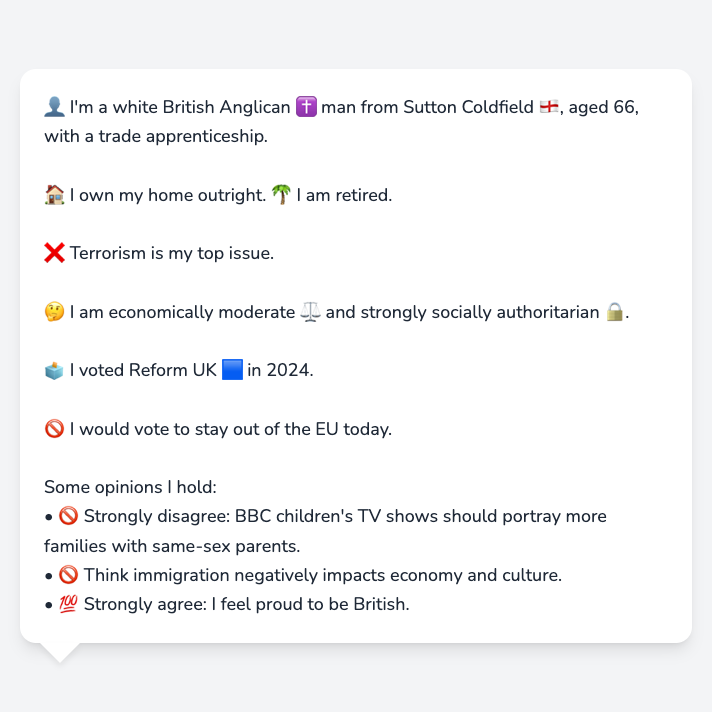 👤 I'm a white British Anglican ✝️ man from Sutton Coldfield 🏴󠁧󠁢󠁥󠁮󠁧󠁿, aged 66,
with a trade apprenticeship.
🏠 I own my home outright. 🌴 I am retired.
❌ Terrorism is my top issue.
🤔 I am economically moderate ⚖️ and strongly socially authoritarian 🔒.
🗳️ I voted Reform UK 🟦 in 2024.
🚫 I would vote to stay out of the EU today.
Some opinions I hold:
• 🚫 Strongly disagree: BBC children's TV shows should portray more
families with same-sex parents.
• 🚫 Think immigration negatively impacts economy and culture.
• 💯 Strongly agree: I feel proud to be British.